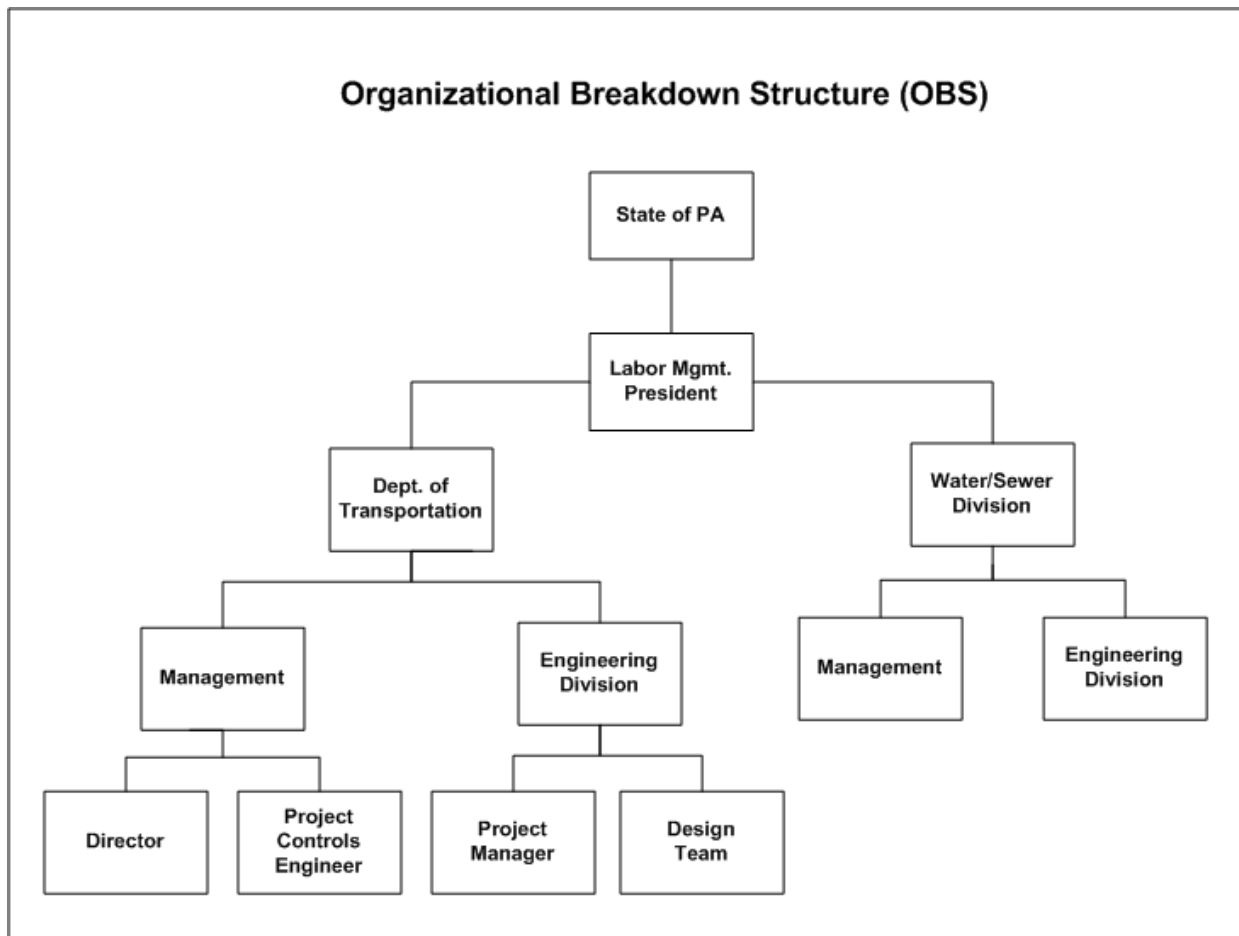 Organizational Breakdown Structure (OBS)
State of PA
Labor Mgmt.
President
Dept. of
Transportation
Water/Sewer
Division
Management
Engineering
Division
Management
Engineering
Division
Director
Project
Controls
Engineer
Project
Manager
Design
Team